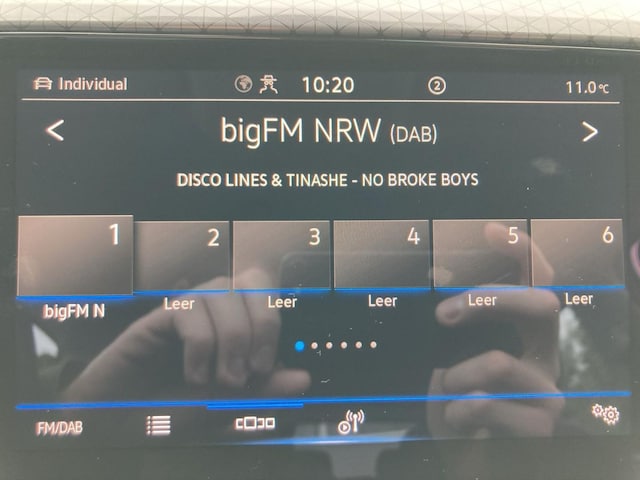 Individual 10:20 2 11.0°C
< bigFM NRW (DAB) >
DISCO LINES & TINASHE - NO BROKE BOYS
1 2 3 4 5 6
bigFM N Leer Leer Leer Leer Leer
FM/DAB